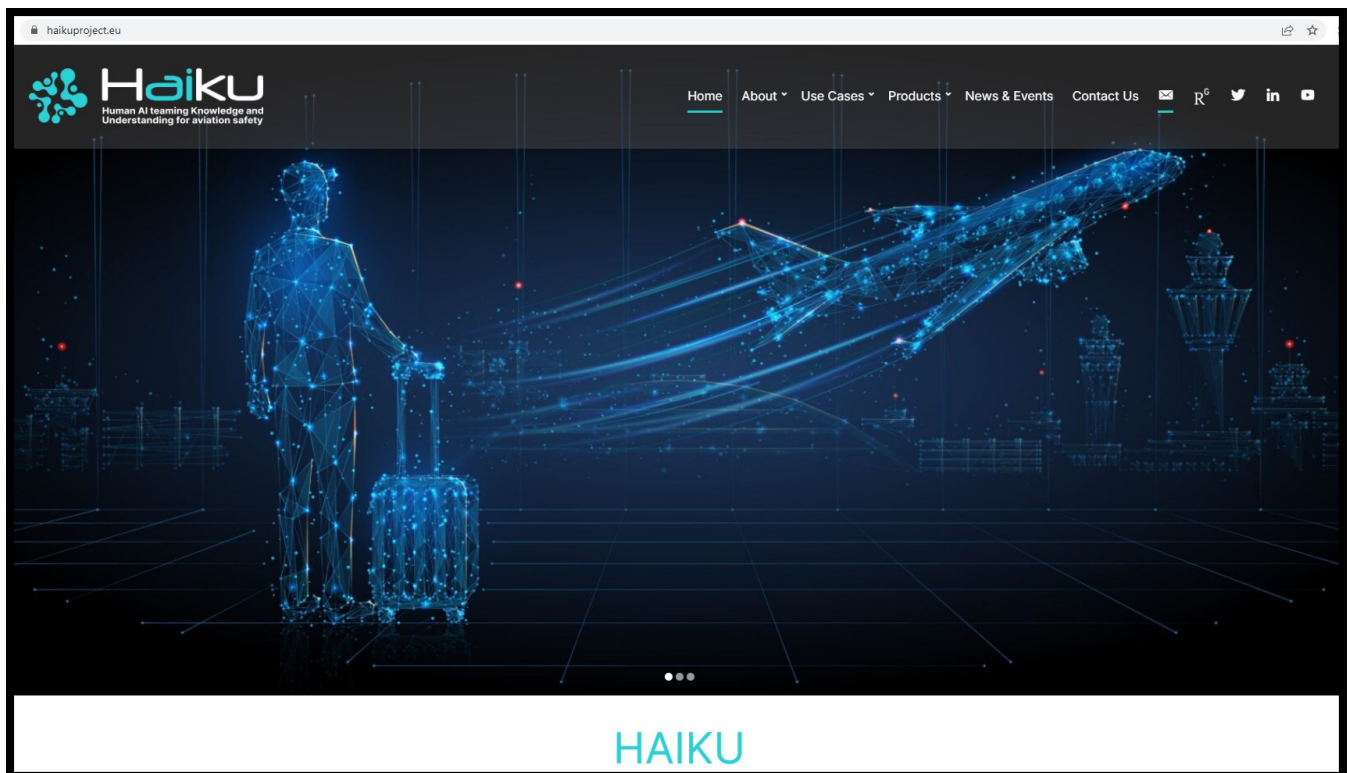 haikuproject.eu
Haiku
Human AI teaming Knowledge and
Understanding for aviation safety
Home About Use Cases Products News & Events Contact Us RG in
HAIKU